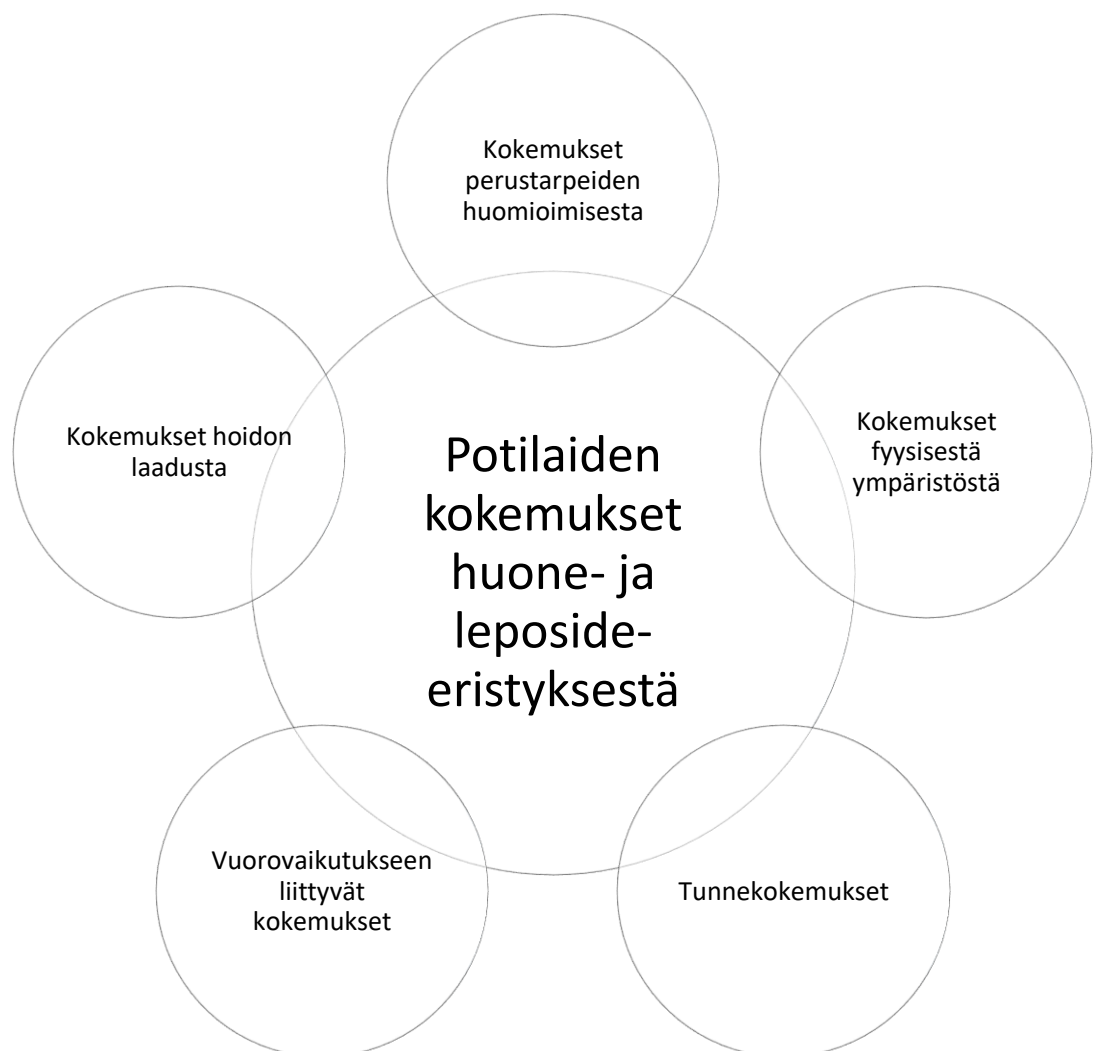 Kokemukset
perustarpeiden
huomioimisesta
Kokemukset hoidon
laadusta
Kokemukset
fyysisestä
ympäristöstä
Potilaiden
kokemukset
huone- ja
leposide-
eristyksestä
Vuorovaikutukseen
liittyvät
kokemukset
Tunnekokemukset